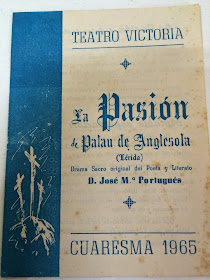 TEATRO VICTORIA
La Pasión
de Palau de Anglesola
(Lérida)
Drama Sacro original del Poeta y Literato
D. José M.ª Portugués
CUARESMA 1965